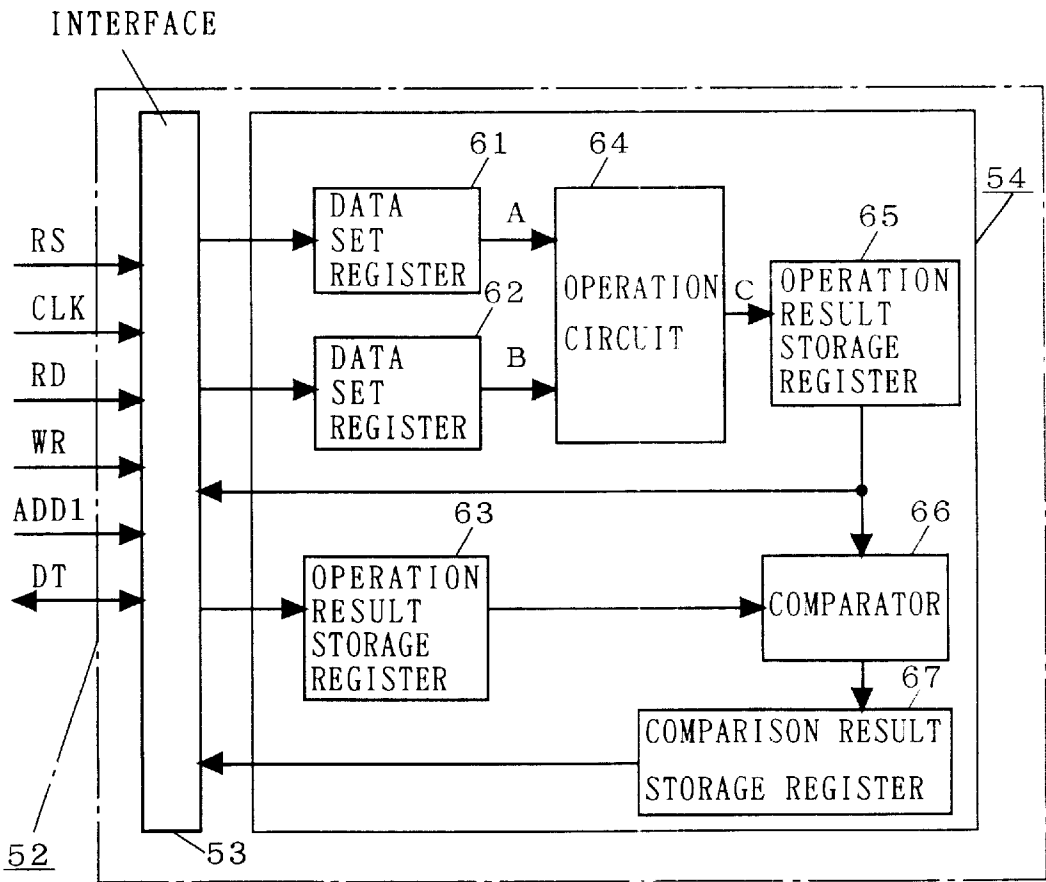 INTERFACE
61
64
54
DATA
SET
REGISTER
A
65
RS
62
OPERATION
CIRCUIT
C
OPERATION
RESULT
STORAGE
REGISTER
CLK
DATA
SET
REGISTER
B
RD
WR
ADD1
63
66
DT
OPERATION
RESULT
STORAGE
REGISTER
COMPARATOR
67
COMPARISON RESULT
STORAGE REGISTER
52
53